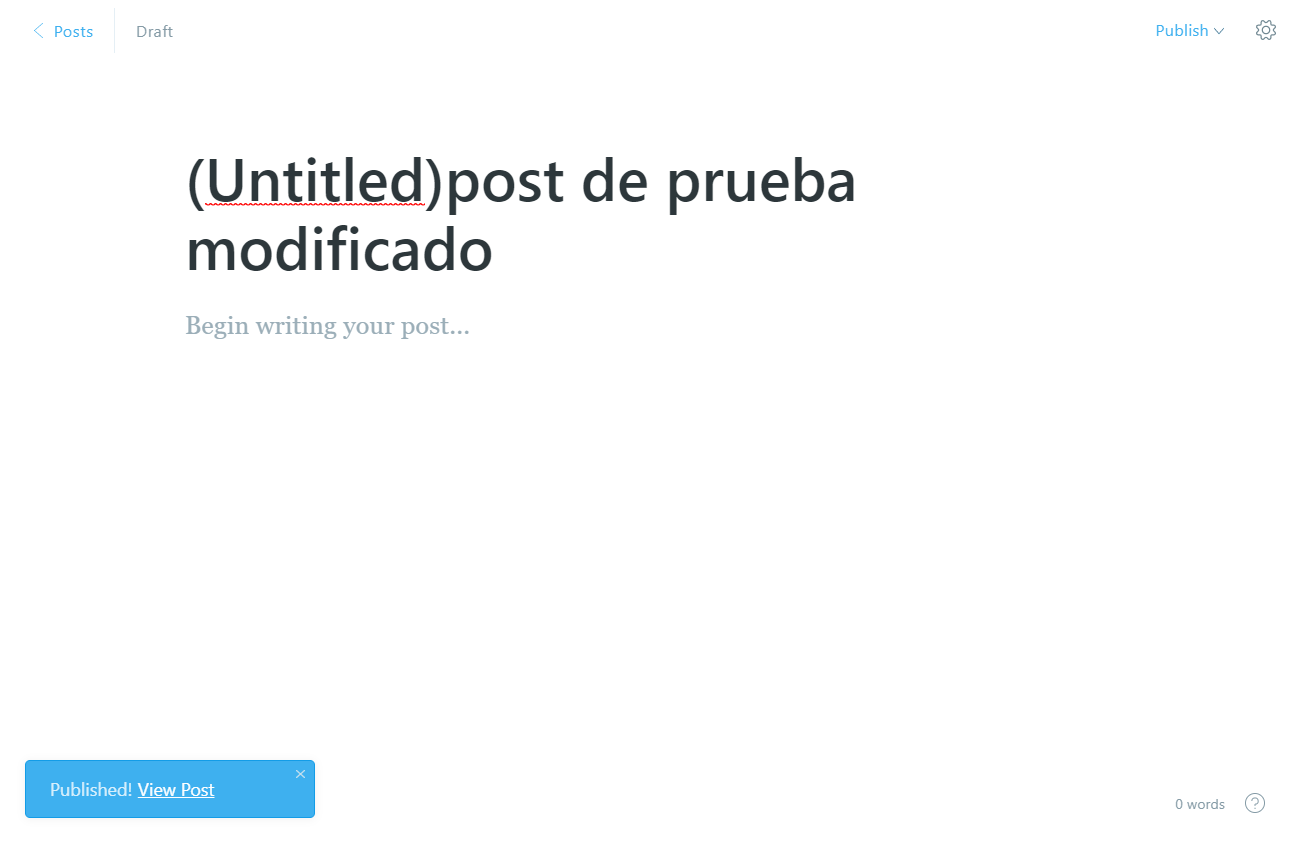 Posts
Draft
Publish
(Untitled)post de prueba
modificado
Begin writing your post...
Published! View Post
0 words
?